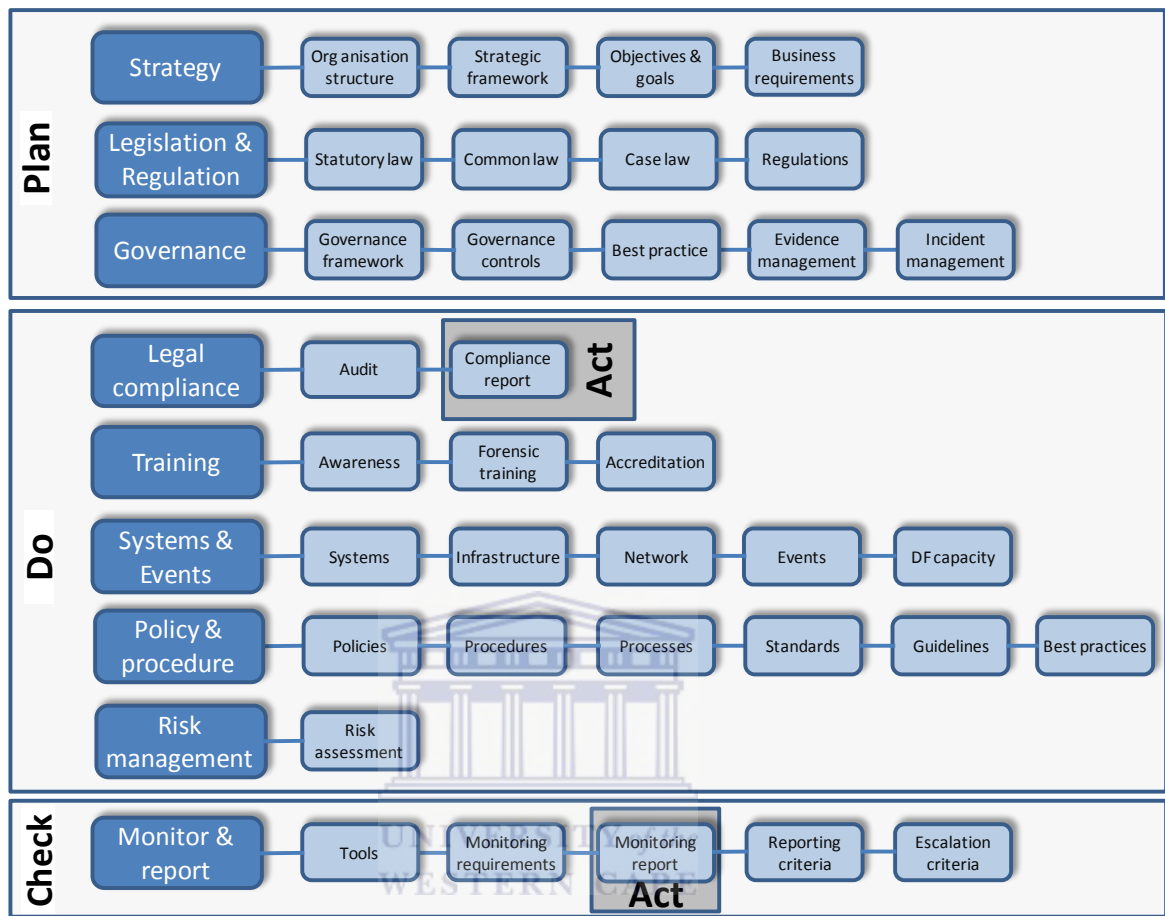 Plan
Strategy
Organisation
structure
Strategic
framework
Objectives &
goals
Business
requirements
Legislation &
Regulation
Statutory law
Common law
Case law
Regulations
Governance
Governance
framework
Governance
controls
Best practice
Evidence
management
Incident
management
Do
Legal
compliance
Audit
Compliance
report
Act
Training
Awareness
Forensic
training
Accreditation
Systems &
Events
Systems
Infrastructure
Network
Events
DF capacity
Policy &
procedure
Policies
Procedures
Processes
Standards
Guidelines
Best practices
Risk
management
Risk
assessment
Check
Monitor &
report
Tools
Monitoring
requirements
Monitoring
report
Act
Reporting
criteria
Escalation
criteria
UNIVERSITY of the
WESTERN CAPE